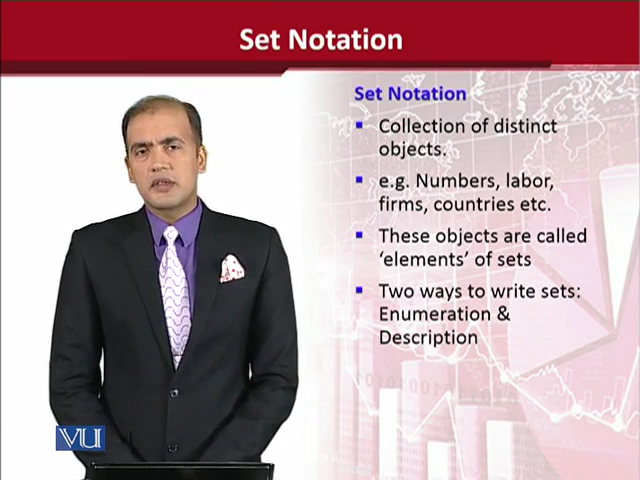 Set Notation
Set Notation
▪ Collection of distinct
objects.
▪ e.g. Numbers, labor,
firms, countries etc.
▪ These objects are called
‘elements’ of sets
▪ Two ways to write sets:
Enumeration &
Description
VU